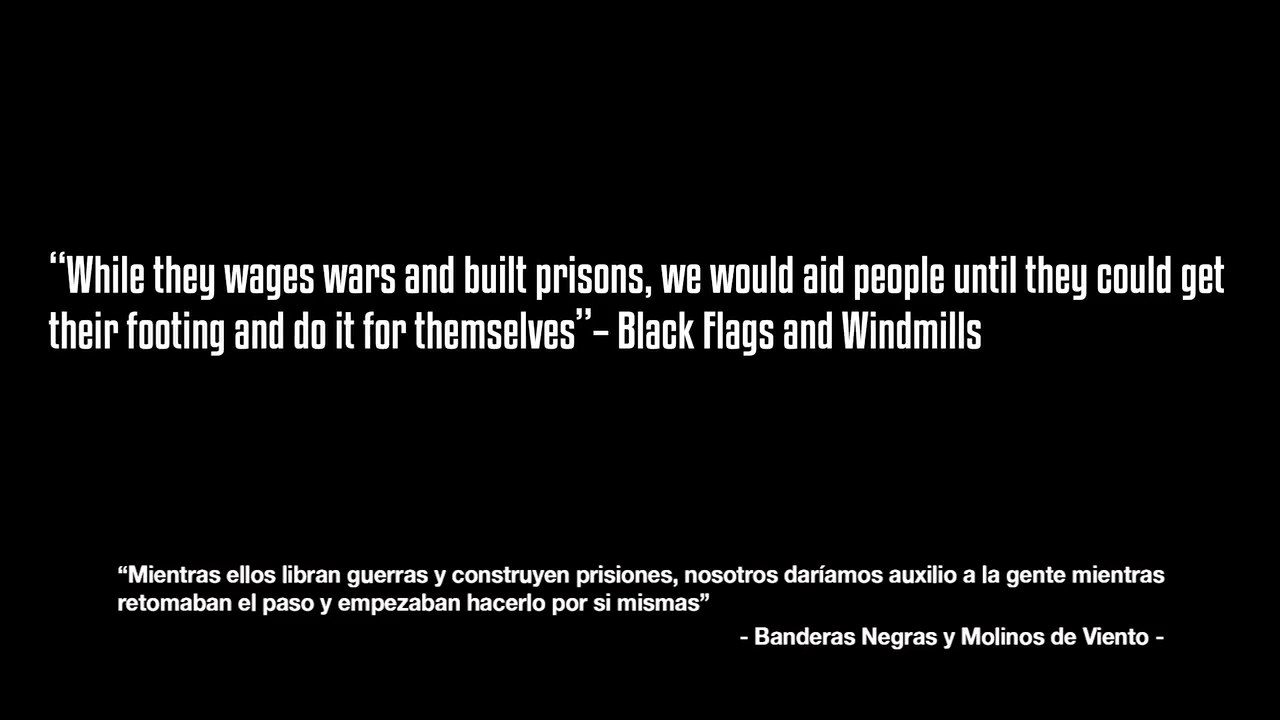 “While they wages wars and built prisons, we would aid people until they could get
their footing and do it for themselves”– Black Flags and Windmills
“Mientras ellos libran guerras y construyen prisiones, nosotros daríamos auxilio a la gente mientras
retomaban el paso y empezaban hacerlo por si mismas”
- Banderas Negras y Molinos de Viento -